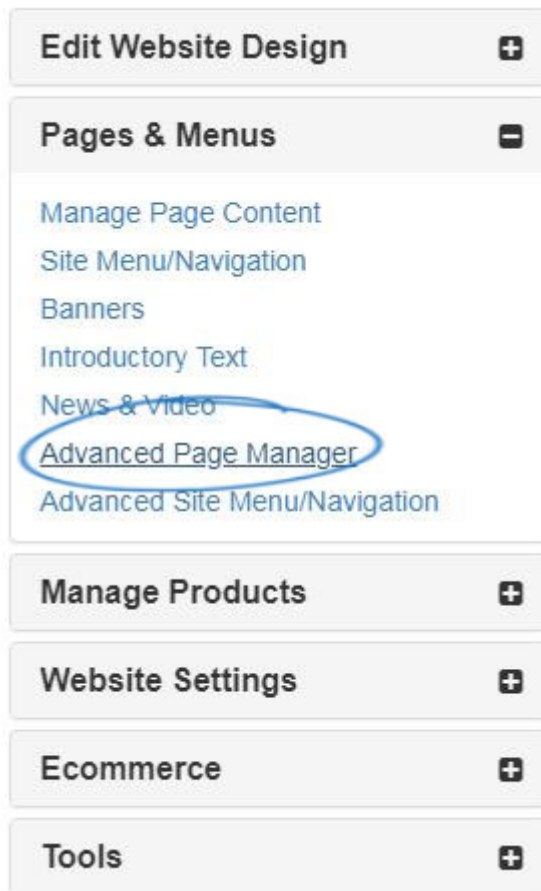 Edit Website Design
Pages & Menus
Manage Page Content
Site Menu/Navigation
Banners
Introductory Text
News & Video
Advanced Page Manager
Advanced Site Menu/Navigation
Manage Products
Website Settings
Ecommerce
Tools